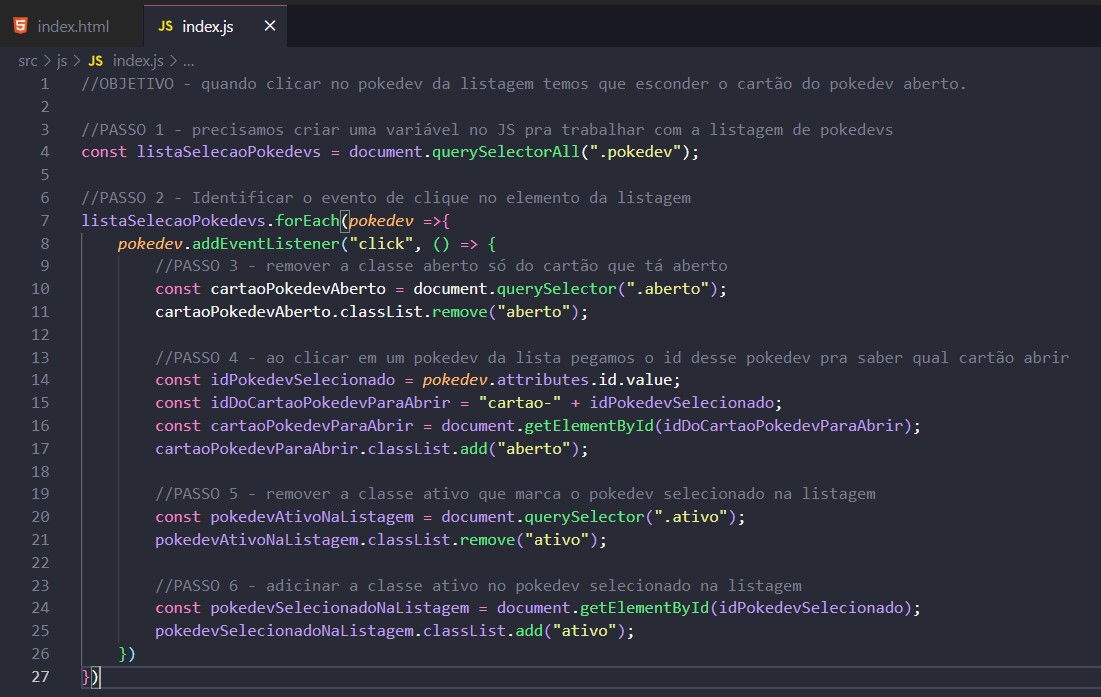 index.html JS index.js ×
src > js > JS index.js > ...
1 //OBJETIVO - quando clicar no pokedev da listagem temos que esconder o cartão do pokedev aberto.
2
3 //PASSO 1 - precisamos criar uma variável no JS pra trabalhar com a listagem de pokedevs
4 const listaSelecaoPokedevs = document.querySelectorAll(".pokedev");
5
6 //PASSO 2 - Identificar o evento de clique no elemento da listagem
7 listaSelecaoPokedevs.forEach(pokedev =>{
8 pokedev.addEventListener("click", () => {
9 //PASSO 3 - remover a classe aberto só do cartão que tá aberto
10 const cartaoPokedevAberto = document.querySelector(".aberto");
11 cartaoPokedevAberto.classList.remove("aberto");
12
13 //PASSO 4 - ao clicar em um pokedev da lista pegamos o id desse pokedev pra saber qual cartão abrir
14 const idPokedevSelecionado = pokedev.attributes.id.value;
15 const idDoCartaoPokedevParaAbrir = "cartao-" + idPokedevSelecionado;
16 const cartaoPokedevParaAbrir = document.getElementById(idDoCartaoPokedevParaAbrir);
17 cartaoPokedevParaAbrir.classList.add("aberto");
18
19 //PASSO 5 - remover a classe ativo que marca o pokedev selecionado na listagem
20 const pokedevAtivoNaListagem = document.querySelector(".ativo");
21 pokedevAtivoNaListagem.classList.remove("ativo");
22
23 //PASSO 6 - adicinar a classe ativo no pokedev selecionado na listagem
24 const pokedevSelecionadoNaListagem = document.getElementById(idPokedevSelecionado);
25 pokedevSelecionadoNaListagem.classList.add("ativo");
26 })
27 })